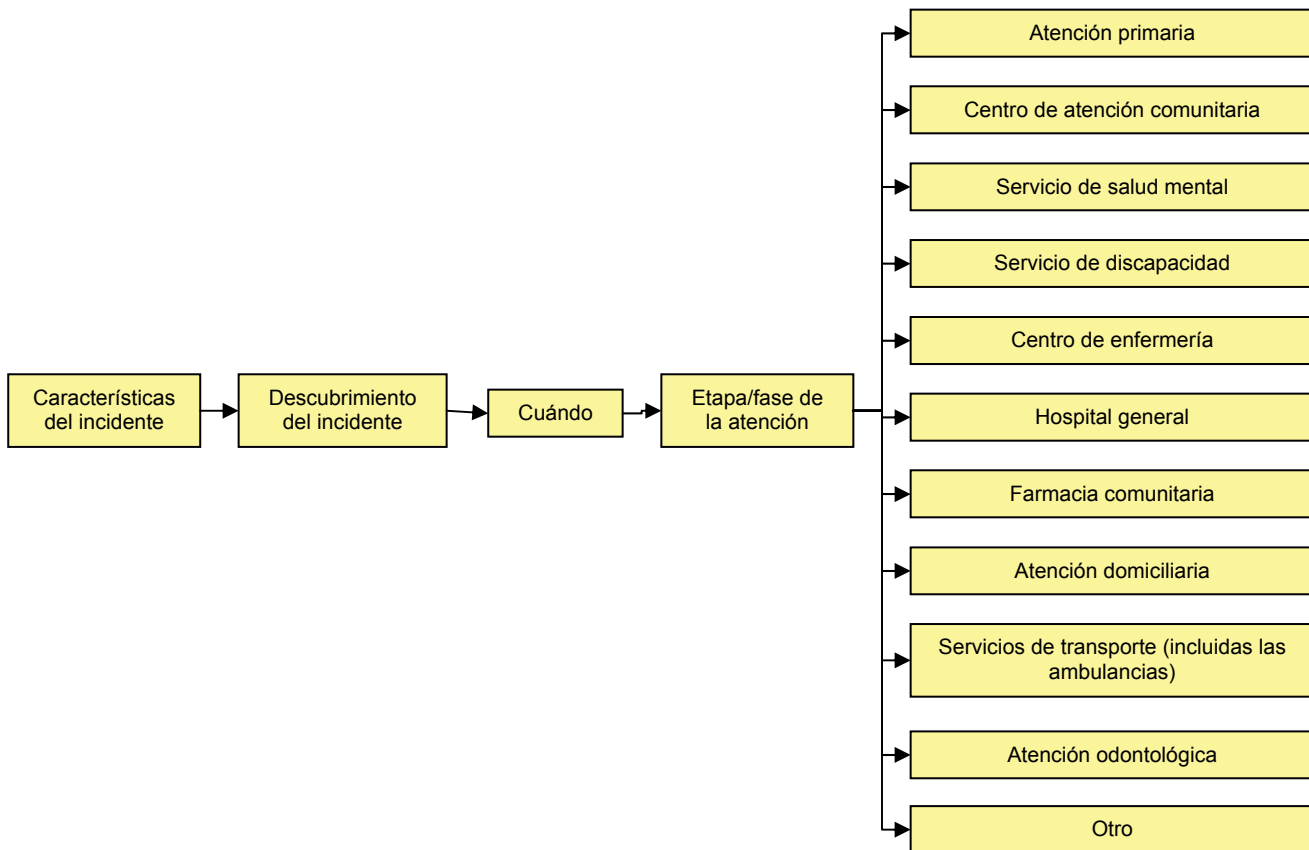 Características
del incidente
Descubrimiento
del incidente
Cuándo
Etapa/fase de
la atención
Atención primaria
Centro de atención comunitaria
Servicio de salud mental
Servicio de discapacidad
Centro de enfermería
Hospital general
Farmacia comunitaria
Atención domiciliaria
Servicios de transporte (incluidas las
ambulancias)
Atención odontológica
Otro